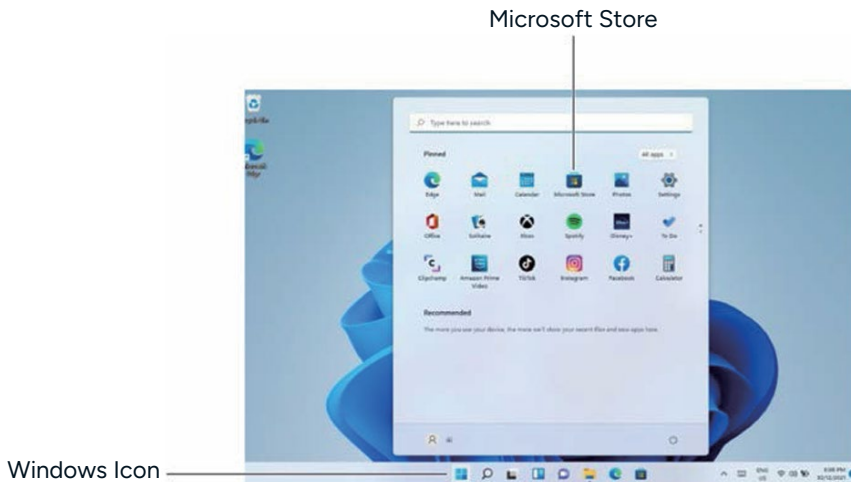 Microsoft Store
Type here to search
Pinned
All apps
Edge
Mail
Calendar
Microsoft Store
Photos
Settings
Office
Solitaire
Xbox
Spotify
Disney+
To Do
Clipchamp
Amazon Prime
Video
TikTok
Instagram
Facebook
Calculator
Recommended
The more you use your device, the more we'll show your recent files and new apps here.
Windows Icon
ENG
US